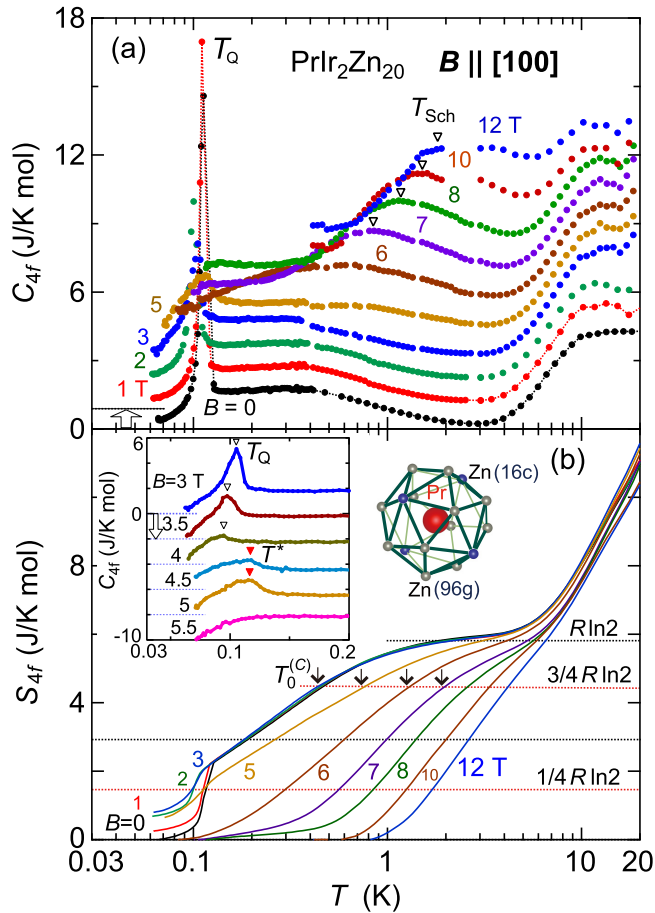 18
(a)
T_Q
PrIr₂Zn₂₀
B || [100]
T_Sch
12 T
10
8
7
6
5
3
2
1 T
B = 0
12
6
0
C_4f (J/K mol)
(b)
6
0
-10
C_4f (J/K mol)
B=3 T
3.5
4
4.5
5
5.5
T_Q
T*
0.03
0.1
0.2
Zn(16c)
Pr
Zn(96g)
R ln2
3/4 R ln2
1/4 R ln2
T_0^(C)
8
4
0
S_4f (J/K mol)
3
2
1
B=0
5
6
7
8
10
12 T
0.03
0.1
1
10
20
T (K)